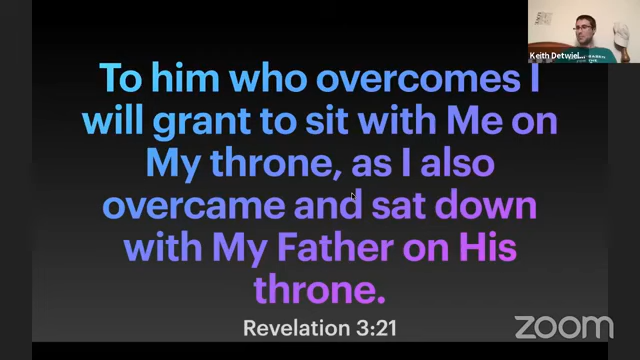 To him who overcomes I
will grant to sit with Me on
My throne, as I also
overcame and sat down
with My Father on His
throne.
Revelation 3:21
Keith Detwiel...
zoom